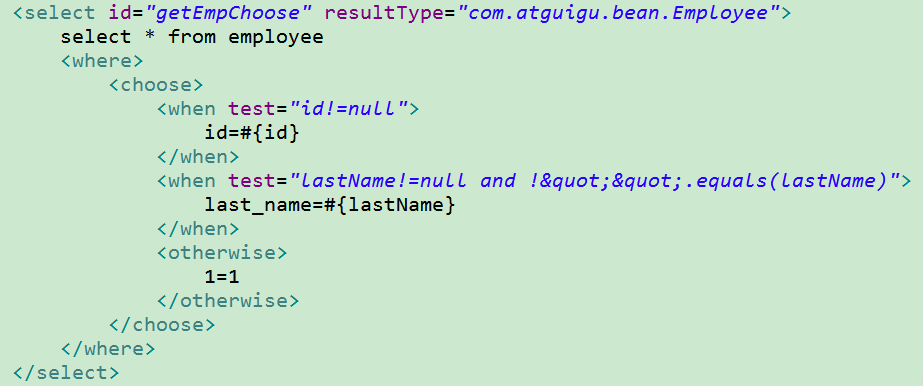 <select id="getEmpChoose" resultType="com.atguigu.bean.Employee">
select * from employee
<where>
<choose>
<when test="id!=null">
id=#{id}
</when>
<when test="lastName!=null and !&quot;&quot;.equals(lastName)">
last_name=#{lastName}
</when>
<otherwise>
1=1
</otherwise>
</choose>
</where>
</select>